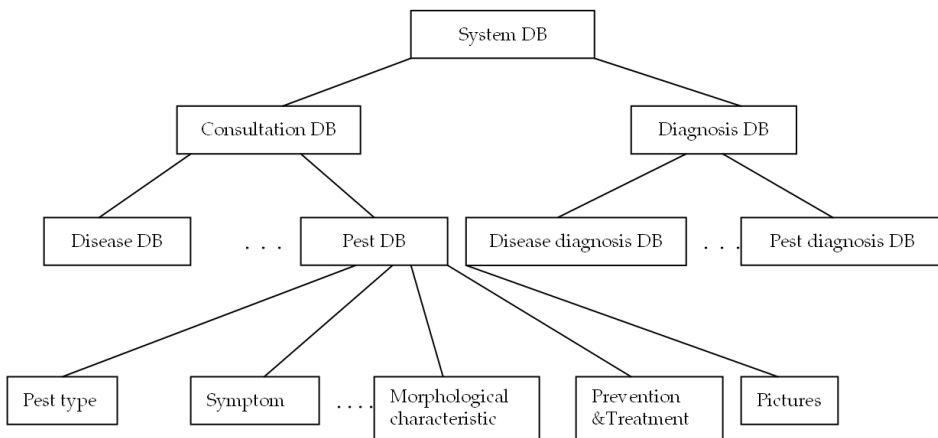 System DB
Consultation DB
Diagnosis DB
Disease DB
. . .
Pest DB
Disease diagnosis DB
. . .
Pest diagnosis DB
Pest type
Symptom
. . . .
Morphological
characteristic
Prevention
&Treatment
Pictures